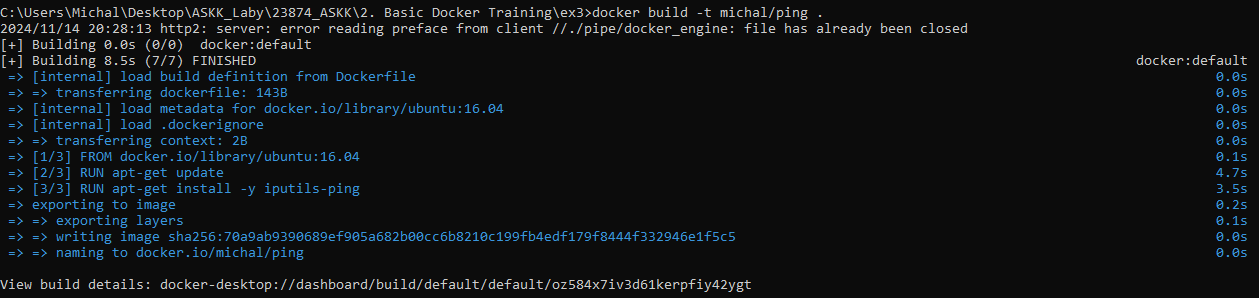 C:\Users\Michal\Desktop\ASKK_Laby\23874_ASKK\2. Basic Docker Training\ex3>docker build -t michal/ping .
2024/11/14 20:28:13 http2: server: error reading preface from client //./pipe/docker_engine: file has already been closed
[+] Building 0.0s (0/0)  docker:default
[+] Building 8.5s (7/7) FINISHED docker:default
=> [internal] load build definition from Dockerfile 0.0s
=> => transferring dockerfile: 143B 0.0s
=> [internal] load metadata for docker.io/library/ubuntu:16.04 0.0s
=> [internal] load .dockerignore 0.0s
=> => transferring context: 2B 0.0s
=> [1/3] FROM docker.io/library/ubuntu:16.04 0.1s
=> [2/3] RUN apt-get update 4.7s
=> [3/3] RUN apt-get install -y iputils-ping 3.5s
=> exporting to image 0.2s
=> => exporting layers 0.1s
=> => writing image sha256:70a9ab9390689ef905a682b00cc6b8210c199fb4edf179f8444f332946e1f5c5 0.0s
=> => naming to docker.io/michal/ping 0.0s
View build details: docker-desktop://dashboard/build/default/default/oz584x7iv3d61kerpfiy42ygt